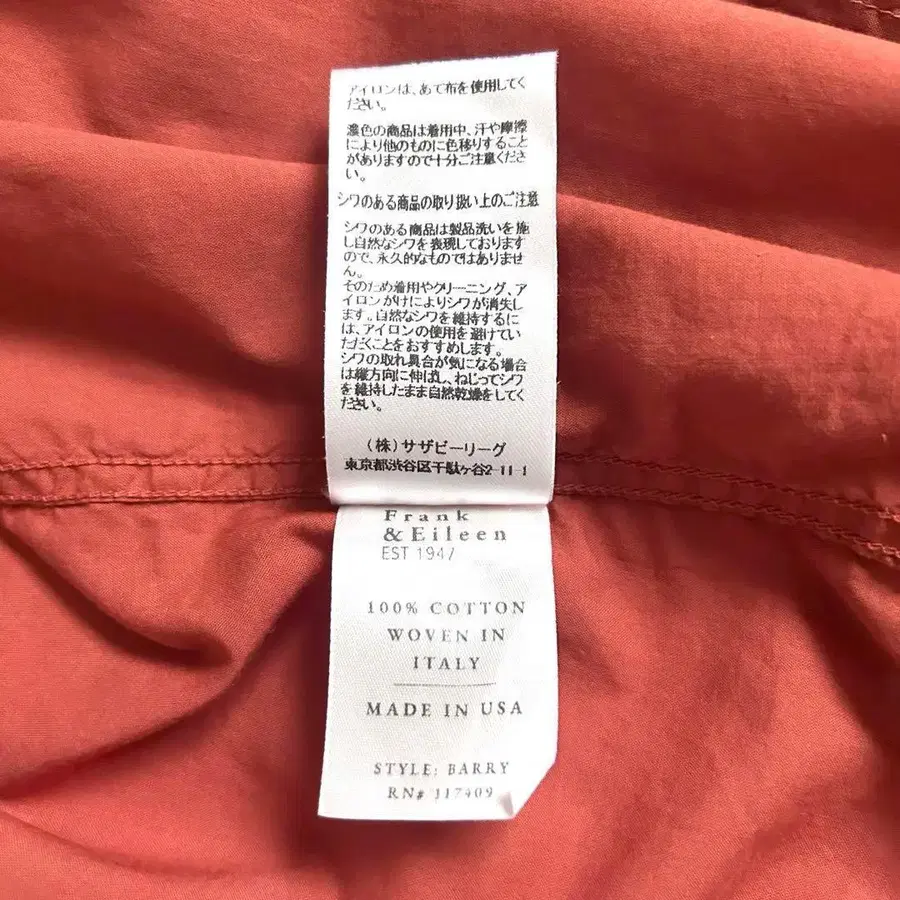 アイロンは、あて布を使用してく
ださい。
濃色の商品は着用中、汗や摩擦
により他のものに色移りすること
がありますので十分ご注意くださ
い。
シワのある商品の取り扱い上のご注意
シワのある商品は製品洗いを施
し自然なシワを表現しております
ので、永久的なものではありませ
ん。
そのため着用やクリーニング、ア
イロンがけによりシワが消失し
ます。自然なシワを維持するに
は、アイロンの使用を避けてい
ただくことをおすすめします。
シワの取れ具合が気になる場合
は縦方向に伸ばし、ねじってシワ
を維持したまま自然乾燥をしてく
ださい。
(株)サザビーリーグ
東京都渋谷区千駄ヶ谷2-11-1
Frank
& Eileen
EST 1947
100% COTTON
WOVEN IN
ITALY
MADE IN USA
STYLE: BARRY
RN# 117409